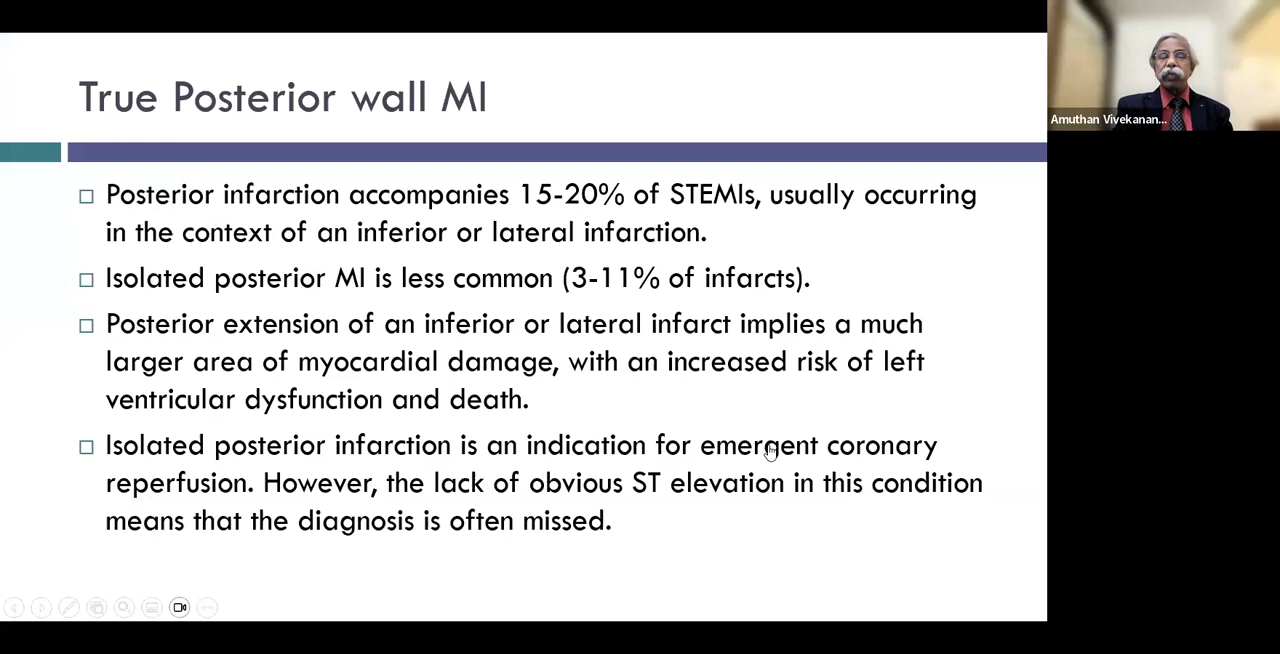 True Posterior wall MI
Posterior infarction accompanies 15-20% of STEMIs, usually occurring
in the context of an inferior or lateral infarction.
Isolated posterior MI is less common (3-11% of infarcts).
Posterior extension of an inferior or lateral infarct implies a much
larger area of myocardial damage, with an increased risk of left
ventricular dysfunction and death.
Isolated posterior infarction is an indication for emergent coronary
reperfusion. However, the lack of obvious ST elevation in this condition
means that the diagnosis is often missed.
Amuthan Vivekanan...